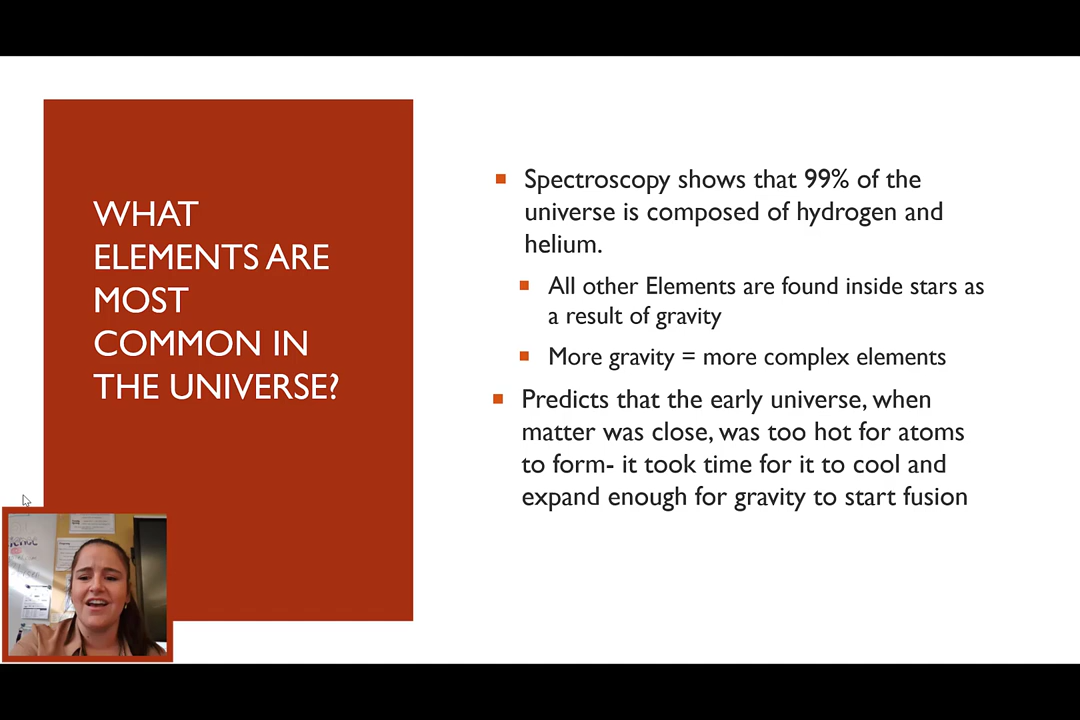 WHAT
ELEMENTS ARE
MOST
COMMON IN
THE UNIVERSE?
Spectroscopy shows that 99% of the
universe is composed of hydrogen and
helium.
All other Elements are found inside stars as
a result of gravity
More gravity = more complex elements
Predicts that the early universe, when
matter was close, was too hot for atoms
to form- it took time for it to cool and
expand enough for gravity to start fusion